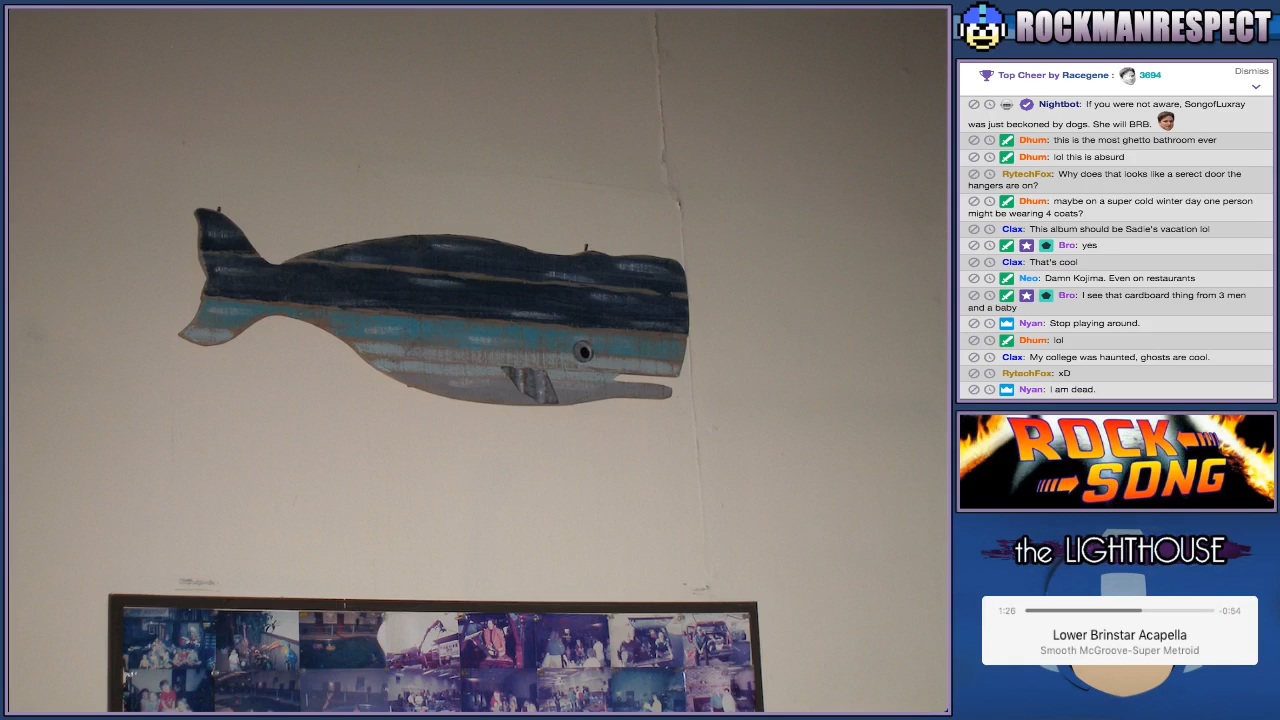 ROCKMANRESPECT
Top Cheer by Racegene : 3694
Dismiss
Nightbot: If you were not aware, SongofLuxray
was just beckoned by dogs. She will BRB.
Dhum: this is the most ghetto bathroom ever
Dhum: lol this is absurd
RytechFox: Why does that looks like a serect door the
hangers are on?
Dhum: maybe on a super cold winter day one person
might be wearing 4 coats?
Clax: This album should be Sadie's vacation lol
Bro: yes
Clax: That's cool
Neo: Damn Kojima. Even on restaurants
Bro: I see that cardboard thing from 3 men
and a baby
Nyan: Stop playing around.
Dhum: lol
Clax: My college was haunted, ghosts are cool.
RytechFox: xD
Nyan: I am dead.
ROCK
SONG
the LIGHTHOUSE
1:26 -0:54
Lower Brinstar Acapella
Smooth McGroove-Super Metroid